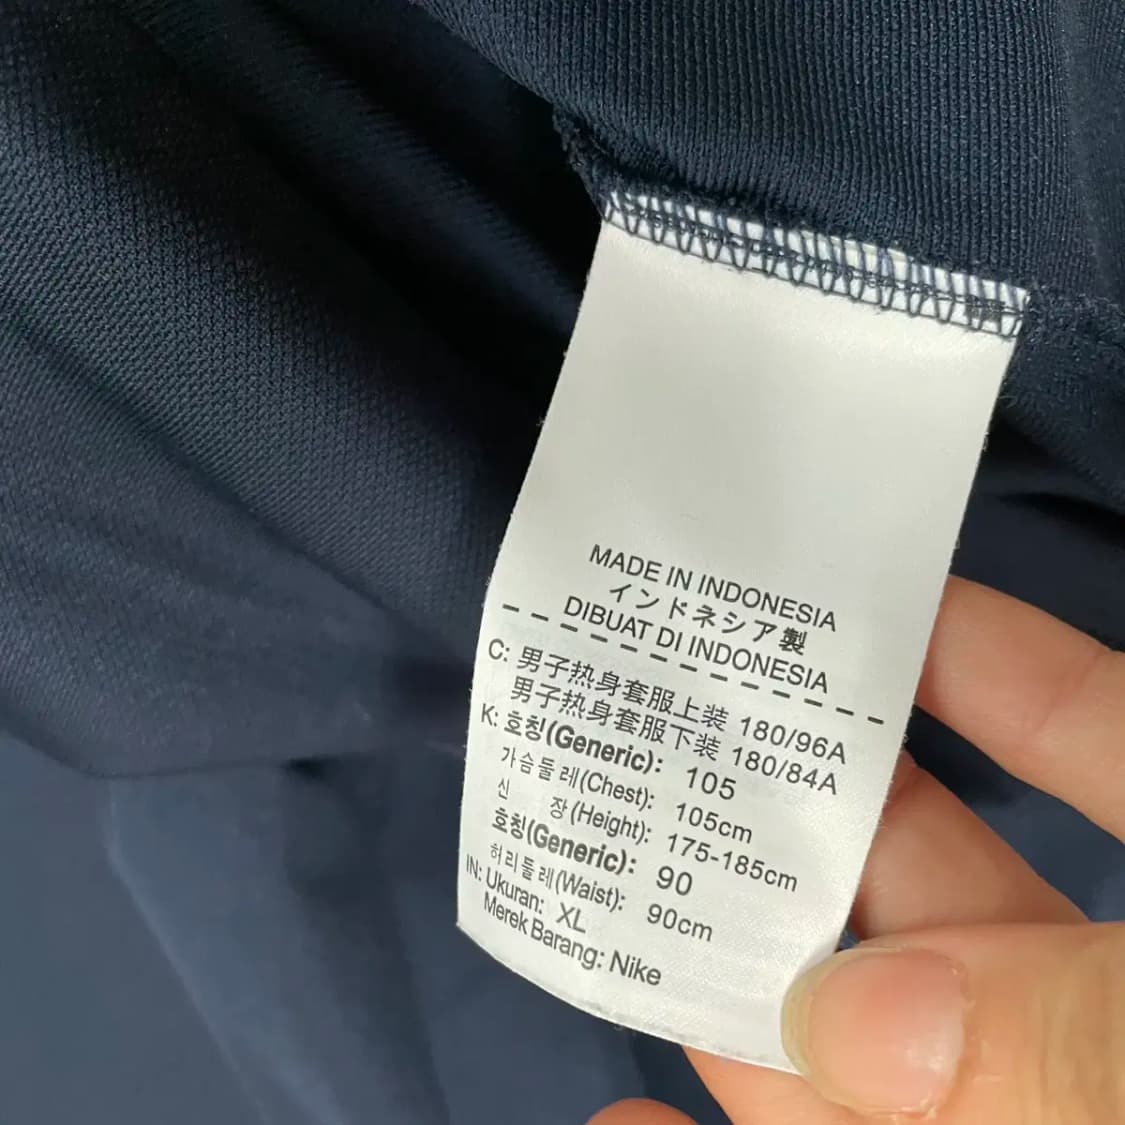 MADE IN INDONESIA
インドネシア製
DIBUAT DI INDONESIA
C: 男子热身套服上装 180/96A
男子热身套服下装 180/84A
K: 호칭(Generic): 105
가슴둘레(Chest): 105cm
신 장(Height): 175-185cm
호칭(Generic): 90
허리둘레(Waist): 90cm
IN: Ukuran: XL
Merek Barang: Nike